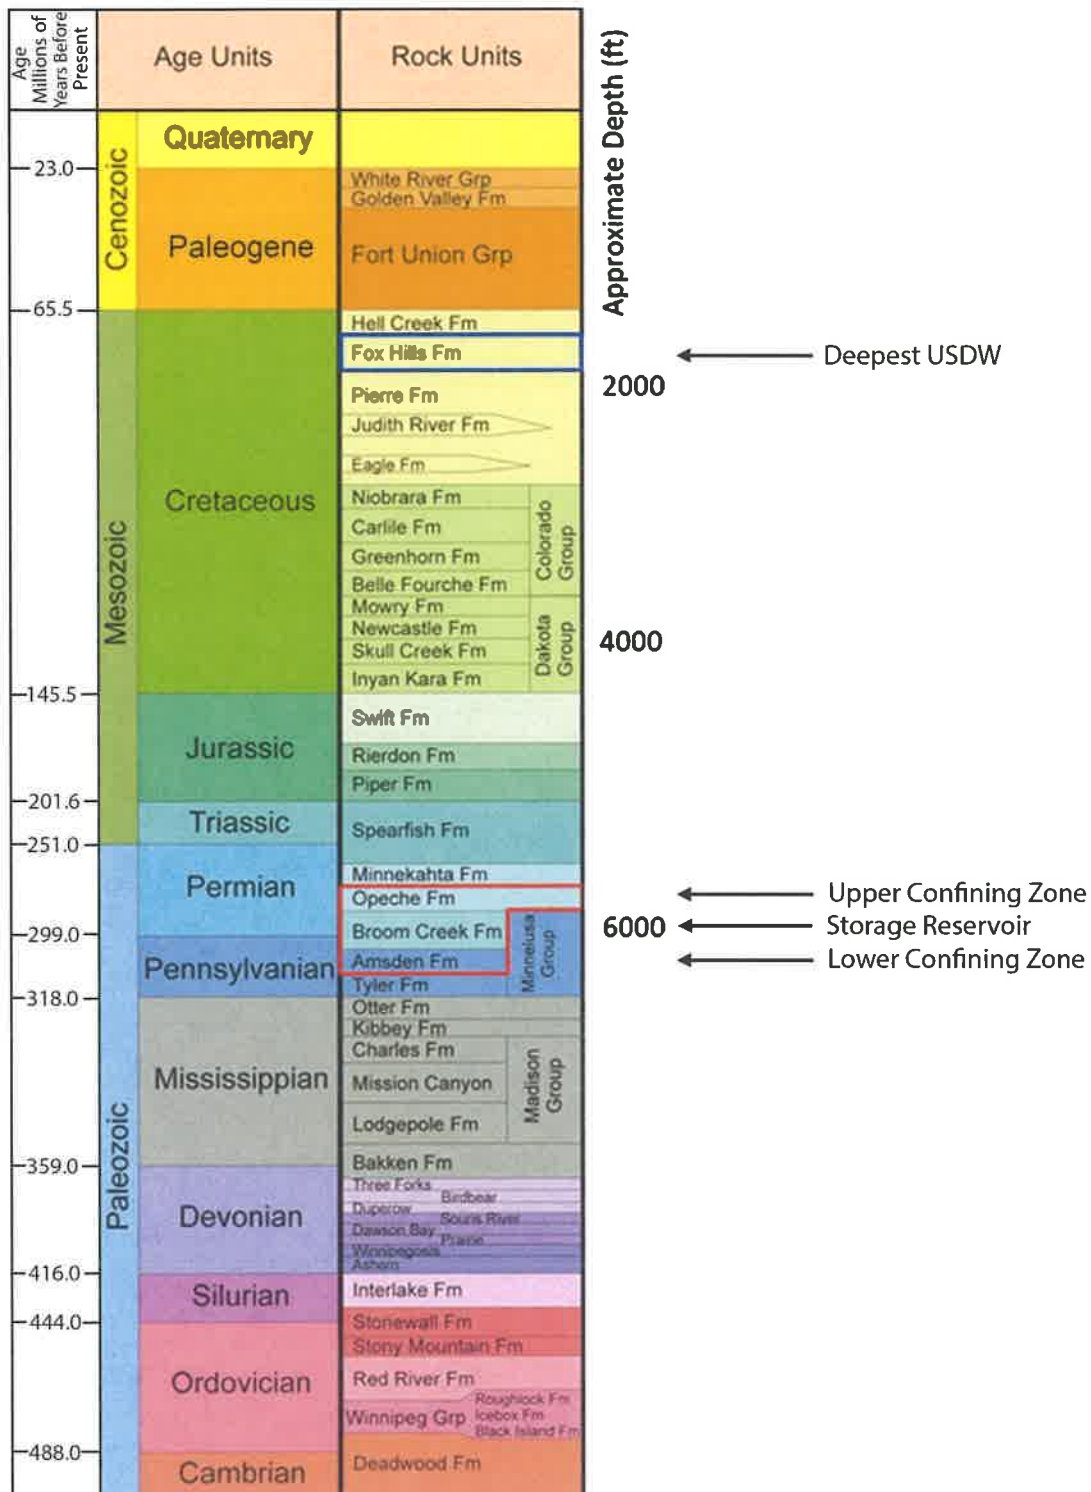 Age
Millions of
Years Before
Present
Age Units
Rock Units
Approximate Depth (ft)
Cenozoic
Quaternary
23.0
White River Grp
Golden Valley Fm
Paleogene
Fort Union Grp
65.5
Hell Creek Fm
Fox Hills Fm
Deepest USDW
2000
Pierre Fm
Judith River Fm
Eagle Fm
Mesozoic
Cretaceous
Niobrara Fm
Carlile Fm
Greenhorn Fm
Belle Fourche Fm
Colorado
Group
Mowry Fm
Newcastle Fm
Skull Creek Fm
Inyan Kara Fm
Dakota
Group
4000
145.5
Swift Fm
Jurassic
Rierdon Fm
Piper Fm
201.6
Triassic
Spearfish Fm
251.0
Minnekahta Fm
Permian
Opeche Fm
Upper Confining Zone
Broom Creek Fm
6000
Storage Reservoir
299.0
Amsden Fm
Lower Confining Zone
Pennsylvanian
Tyler Fm
Minnelusa
Group
318.0
Otter Fm
Kibbey Fm
Charles Fm
Mississippian
Mission Canyon
Lodgepole Fm
Madison
Group
Paleozoic
Bakken Fm
359.0
Three Forks
Birdbear
Duperow
Devonian
Souris River
Dawson Bay
Prairie
Winnipegosis
Ashern
416.0
Silurian
Interlake Fm
444.0
Stonewall Fm
Stony Mountain Fm
Ordovician
Red River Fm
Winnipeg Grp
Roughlock Fm
Icebox Fm
Black Island Fm
488.0
Cambrian
Deadwood Fm